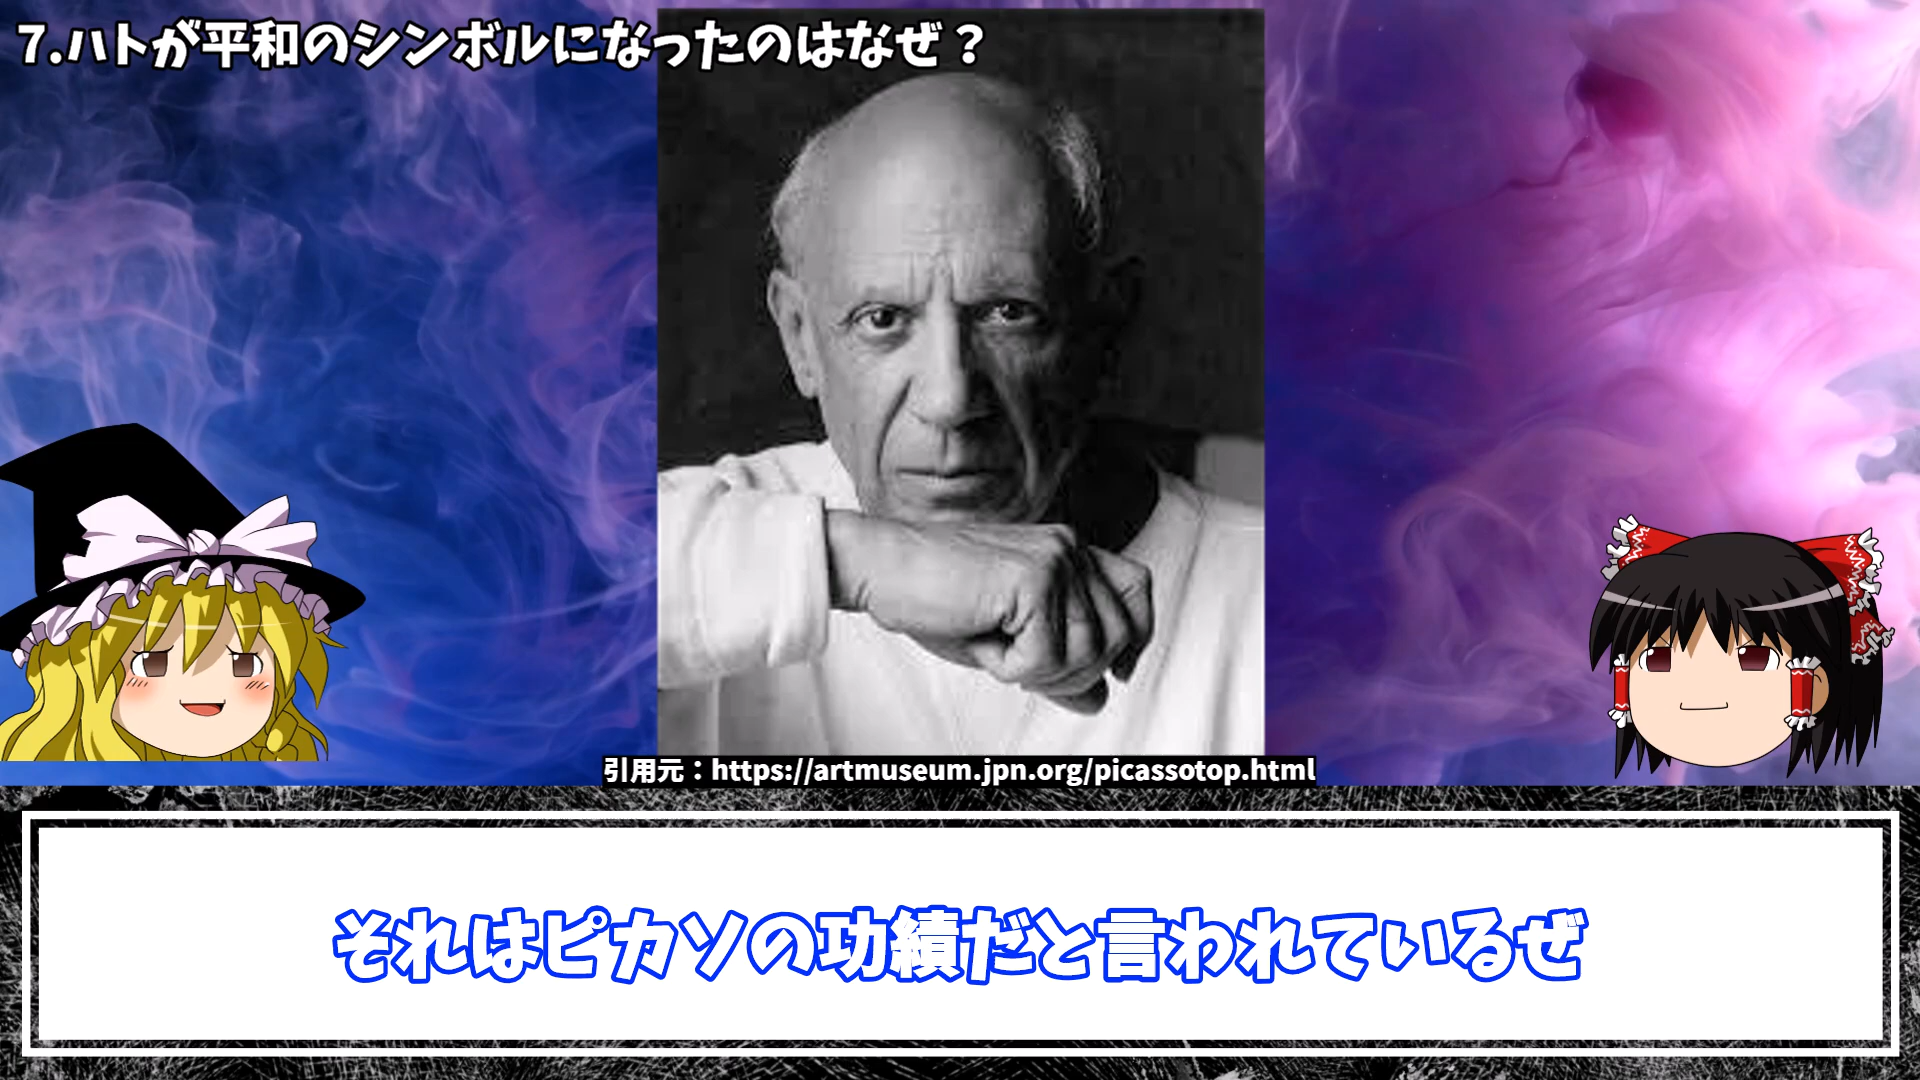 7.ハトが平和のシンボルになったのはなぜ？
引用元：https://artmuseum.jpn.org/picassotop.html
それはピカソの功績だと言われているぜ